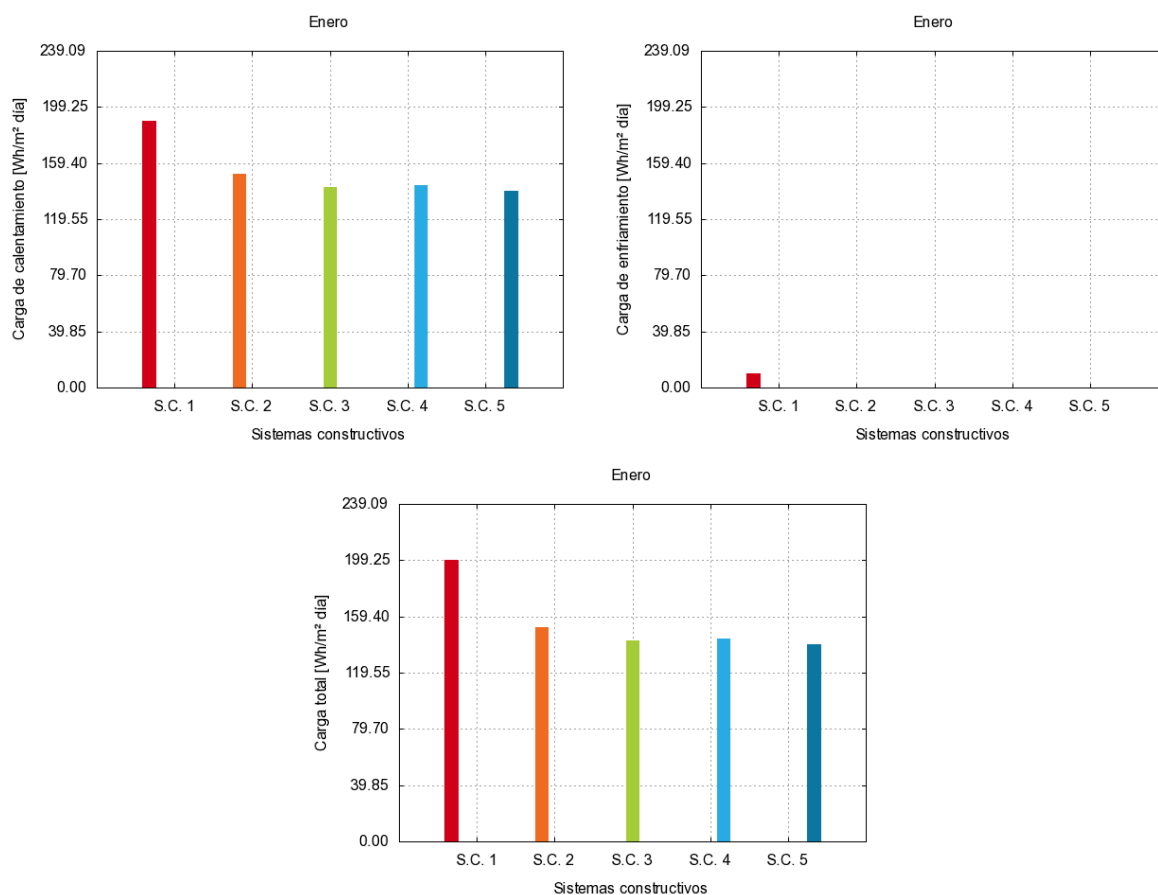 Enero
239.09
199.25
159.40
119.55
79.70
39.85
0.00
Carga de calentamiento [Wh/m² día]
S.C. 1 S.C. 2 S.C. 3 S.C. 4 S.C. 5
Sistemas constructivos
Enero
239.09
199.25
159.40
119.55
79.70
39.85
0.00
Carga de enfriamiento [Wh/m² día]
S.C. 1 S.C. 2 S.C. 3 S.C. 4 S.C. 5
Sistemas constructivos
Enero
239.09
199.25
159.40
119.55
79.70
39.85
0.00
Carga total [Wh/m² día]
S.C. 1 S.C. 2 S.C. 3 S.C. 4 S.C. 5
Sistemas constructivos